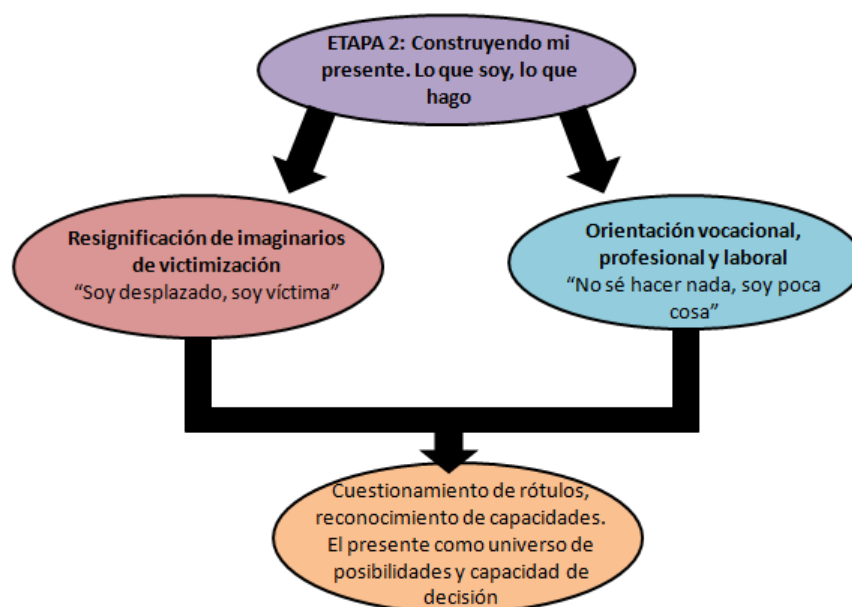 ETAPA 2: Construyendo mi
presente. Lo que soy, lo que
hago
Resignificación de imaginarios
de victimización
“Soy desplazado, soy víctima”
Orientación vocacional,
profesional y laboral
“No sé hacer nada, soy poca
cosa”
Cuestionamiento de rótulos,
reconocimiento de capacidades.
El presente como universo de
posibilidades y capacidad de
decisión